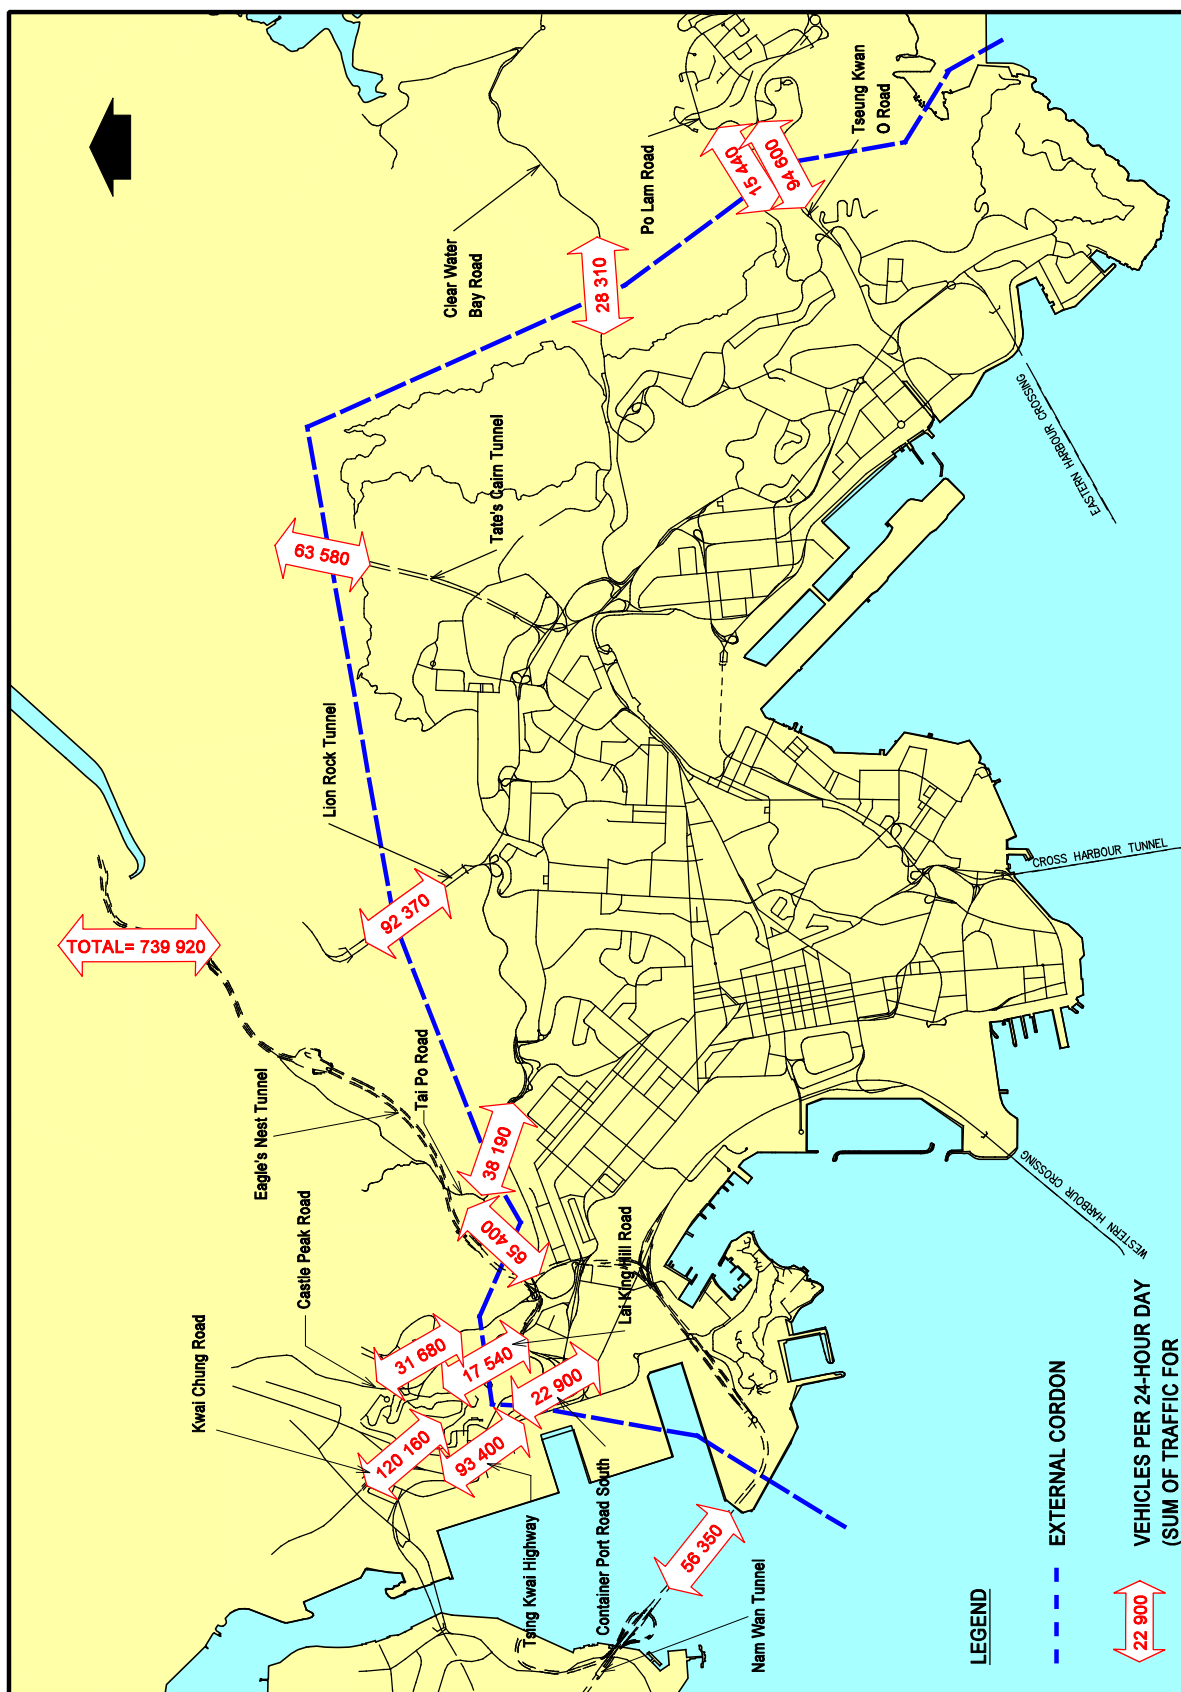 TOTAL= 739 920
Kwai Chung Road
Castle Peak Road
Eagle's Nest Tunnel
Tai Po Road
Lion Rock Tunnel
Tate's Cairn Tunnel
Clear Water
Bay Road
Po Lam Road
Tseung Kwan
O Road
120 160
31 680
93 400
17 540
22 900
65 400
38 190
92 370
63 580
28 310
15 440
94 600
56 350
Lai King Hill Road
Tsing Kwai Highway
Container Port Road South
Nam Wan Tunnel
WESTERN HARBOUR CROSSING
CROSS HARBOUR TUNNEL
EASTERN HARBOUR CROSSING
LEGEND
EXTERNAL CORDON
22 900
VEHICLES PER 24-HOUR DAY
(SUM OF TRAFFIC FOR